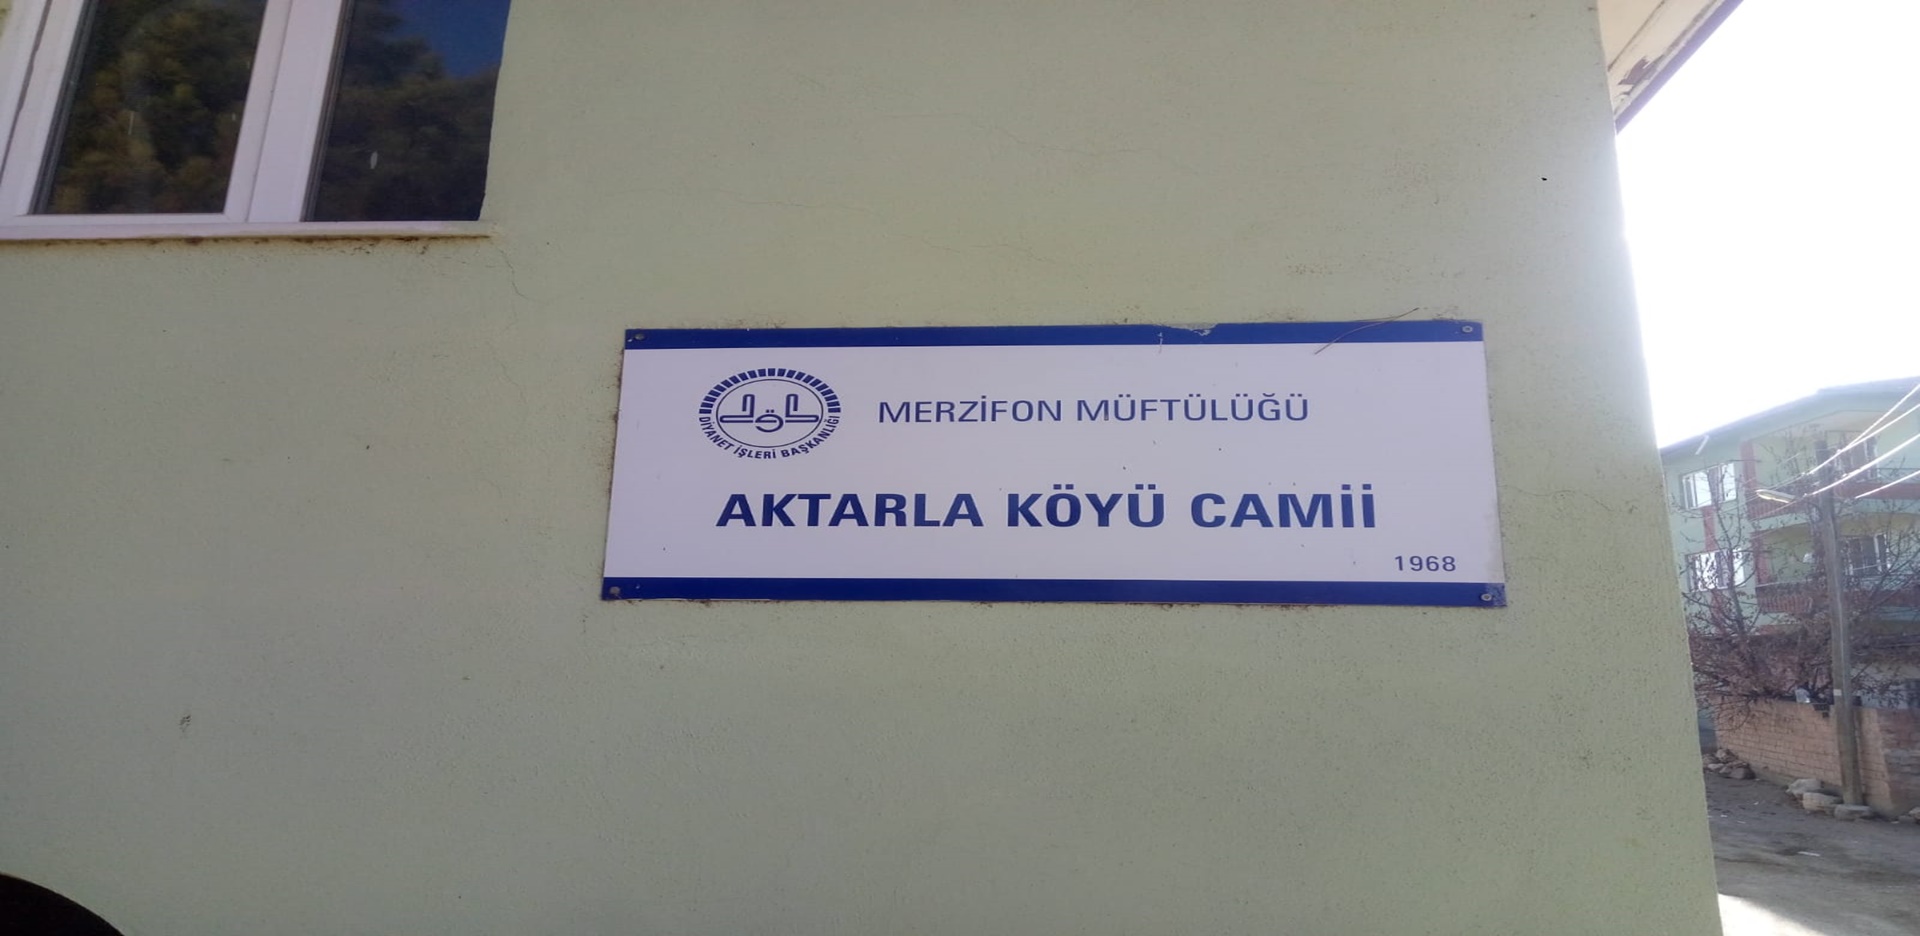 DİYANET İŞLERİ BAŞKANLIĞI
MERZİFON MÜFTÜLÜĞÜ
AKTARLA KÖYÜ CAMİİ
1968